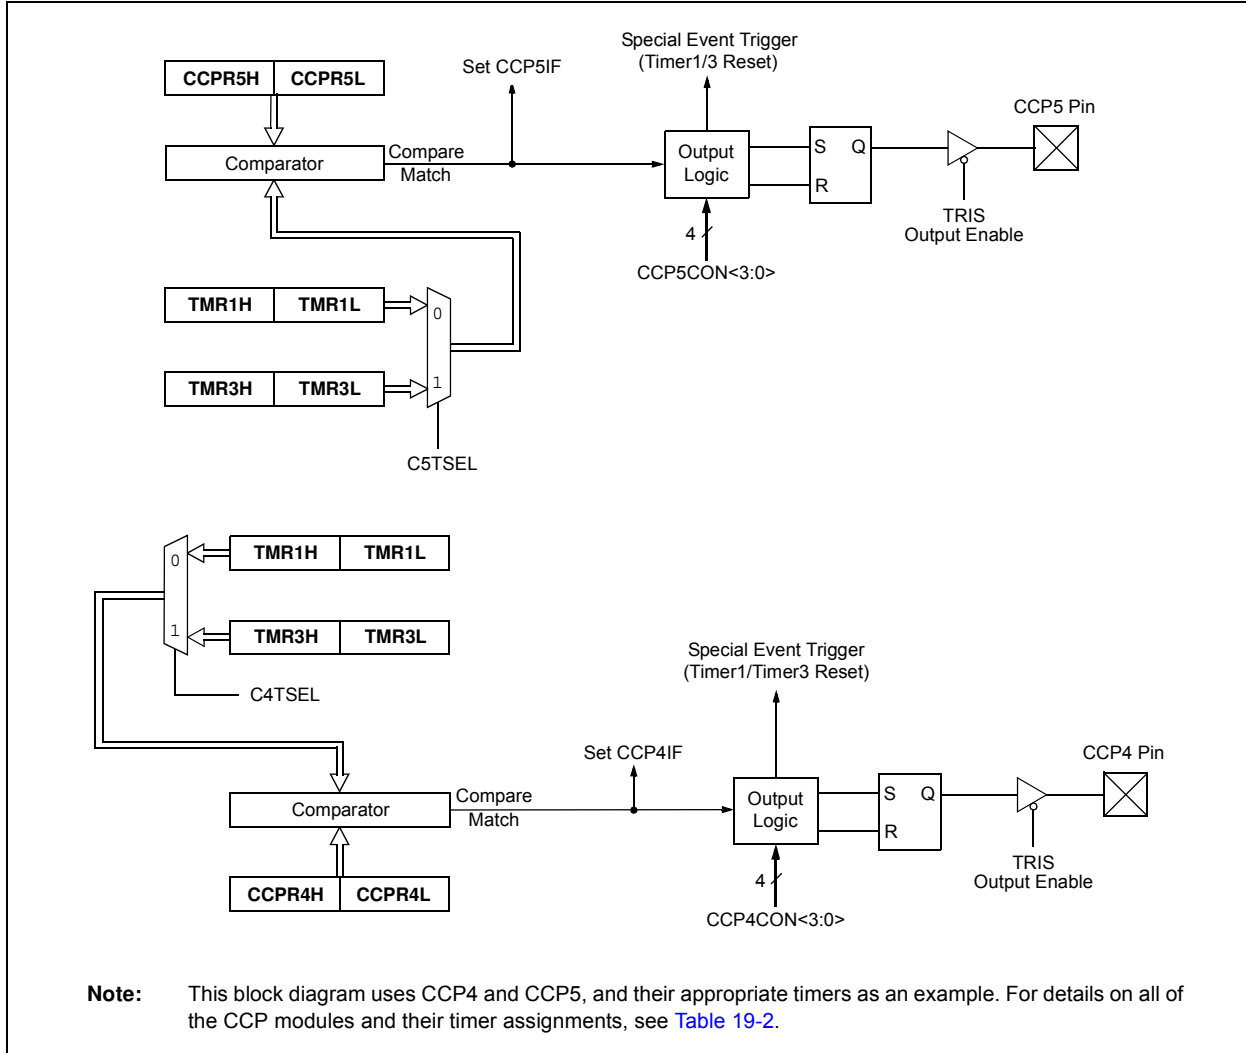 Special Event Trigger
(Timer1/3 Reset)
Set CCP5IF
CCPR5H CCPR5L
CCP5 Pin
Comparator
Compare
Match
Output
Logic
S Q
R
TRIS
Output Enable
4
CCP5CON<3:0>
TMR1H TMR1L
0
TMR3H TMR3L
1
C5TSEL
0
TMR1H TMR1L
1
TMR3H TMR3L
C4TSEL
Special Event Trigger
(Timer1/Timer3 Reset)
Set CCP4IF
CCP4 Pin
Comparator
Compare
Match
Output
Logic
S Q
R
TRIS
Output Enable
4
CCPR4H CCPR4L
CCP4CON<3:0>
Note: This block diagram uses CCP4 and CCP5, and their appropriate timers as an example. For details on all of
the CCP modules and their timer assignments, see Table 19-2.